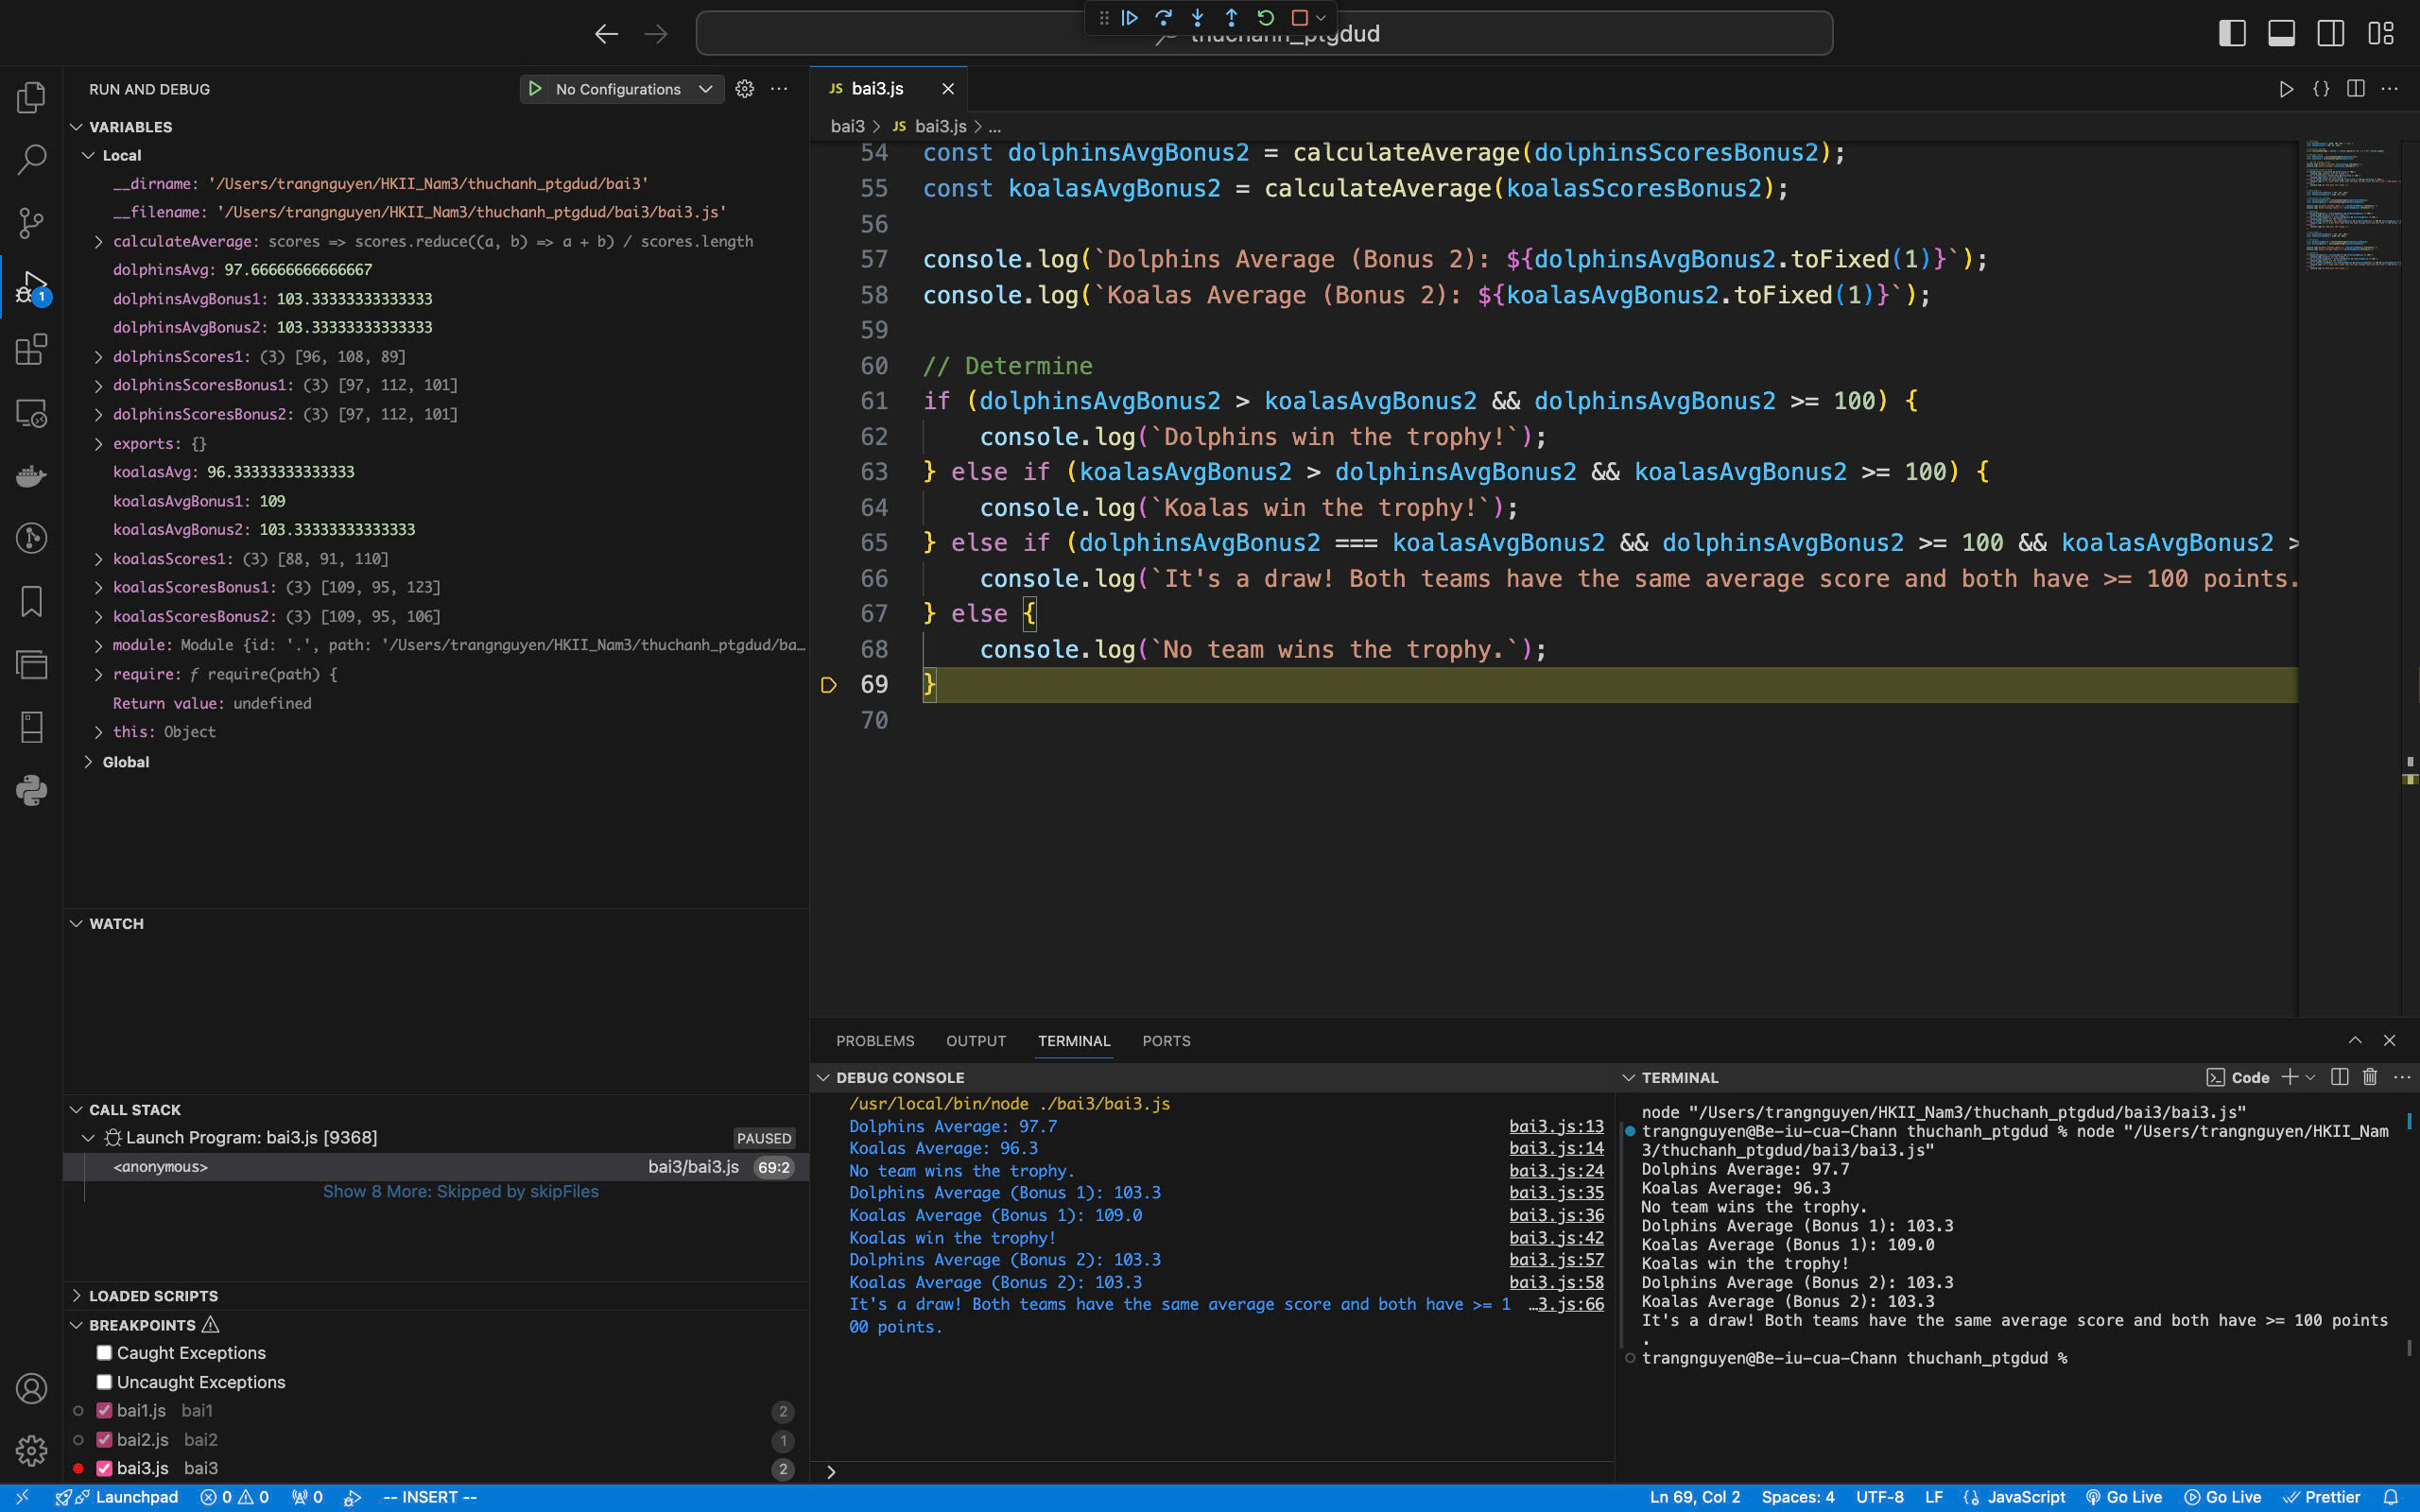 thuchanh_ptgdud
RUN AND DEBUG
No Configurations
VARIABLES
Local
__dirname: '/Users/trangnguyen/HKII_Nam3/thuchanh_ptgdud/bai3'
__filename: '/Users/trangnguyen/HKII_Nam3/thuchanh_ptgdud/bai3/bai3.js'
calculateAverage: scores => scores.reduce((a, b) => a + b) / scores.length
dolphinsAvg: 97.66666666666667
dolphinsAvgBonus1: 103.33333333333333
dolphinsAvgBonus2: 103.33333333333333
dolphinsScores1: (3) [96, 108, 89]
dolphinsScoresBonus1: (3) [97, 112, 101]
dolphinsScoresBonus2: (3) [97, 112, 101]
exports: {}
koalasAvg: 96.33333333333333
koalasAvgBonus1: 109
koalasAvgBonus2: 103.33333333333333
koalasScores1: (3) [88, 91, 110]
koalasScoresBonus1: (3) [109, 95, 123]
koalasScoresBonus2: (3) [109, 95, 106]
module: Module {id: '.', path: '/Users/trangnguyen/HKII_Nam3/thuchanh_ptgdud/ba…
require: ƒ require(path) {
Return value: undefined
this: Object
Global
WATCH
CALL STACK
Launch Program: bai3.js [9368] PAUSED
<anonymous> bai3/bai3.js 69:2
Show 8 More: Skipped by skipFiles
LOADED SCRIPTS
BREAKPOINTS
Caught Exceptions
Uncaught Exceptions
bai1.js bai1 2
bai2.js bai2 1
bai3.js bai3 2
1
JS bai3.js
bai3 > JS bai3.js > ...
54 const dolphinsAvgBonus2 = calculateAverage(dolphinsScoresBonus2);
55 const koalasAvgBonus2 = calculateAverage(koalasScoresBonus2);
56
57 console.log(`Dolphins Average (Bonus 2): ${dolphinsAvgBonus2.toFixed(1)}`);
58 console.log(`Koalas Average (Bonus 2): ${koalasAvgBonus2.toFixed(1)}`);
59
60 // Determine
61 if (dolphinsAvgBonus2 > koalasAvgBonus2 && dolphinsAvgBonus2 >= 100) {
62 console.log(`Dolphins win the trophy!`);
63 } else if (koalasAvgBonus2 > dolphinsAvgBonus2 && koalasAvgBonus2 >= 100) {
64 console.log(`Koalas win the trophy!`);
65 } else if (dolphinsAvgBonus2 === koalasAvgBonus2 && dolphinsAvgBonus2 >= 100 && koalasAvgBonus2 >
66 console.log(`It's a draw! Both teams have the same average score and both have >= 100 points.
67 } else {
68 console.log(`No team wins the trophy.`);
69 }
70
PROBLEMS OUTPUT TERMINAL PORTS
DEBUG CONSOLE
/usr/local/bin/node ./bai3/bai3.js
Dolphins Average: 97.7 bai3.js:13
Koalas Average: 96.3 bai3.js:14
No team wins the trophy. bai3.js:24
Dolphins Average (Bonus 1): 103.3 bai3.js:35
Koalas Average (Bonus 1): 109.0 bai3.js:36
Koalas win the trophy! bai3.js:42
Dolphins Average (Bonus 2): 103.3 bai3.js:57
Koalas Average (Bonus 2): 103.3 bai3.js:58
It's a draw! Both teams have the same average score and both have >= 1 …3.js:66
00 points.
TERMINAL Code
node "/Users/trangnguyen/HKII_Nam3/thuchanh_ptgdud/bai3/bai3.js"
trangnguyen@Be-iu-cua-Chann thuchanh_ptgdud % node "/Users/trangnguyen/HKII_Nam
3/thuchanh_ptgdud/bai3/bai3.js"
Dolphins Average: 97.7
Koalas Average: 96.3
No team wins the trophy.
Dolphins Average (Bonus 1): 103.3
Koalas Average (Bonus 1): 109.0
Koalas win the trophy!
Dolphins Average (Bonus 2): 103.3
Koalas Average (Bonus 2): 103.3
It's a draw! Both teams have the same average score and both have >= 100 points
.
trangnguyen@Be-iu-cua-Chann thuchanh_ptgdud %
Launchpad 0 0 0 -- INSERT -- Ln 69, Col 2 Spaces: 4 UTF-8 LF JavaScript Go Live Go Live Prettier